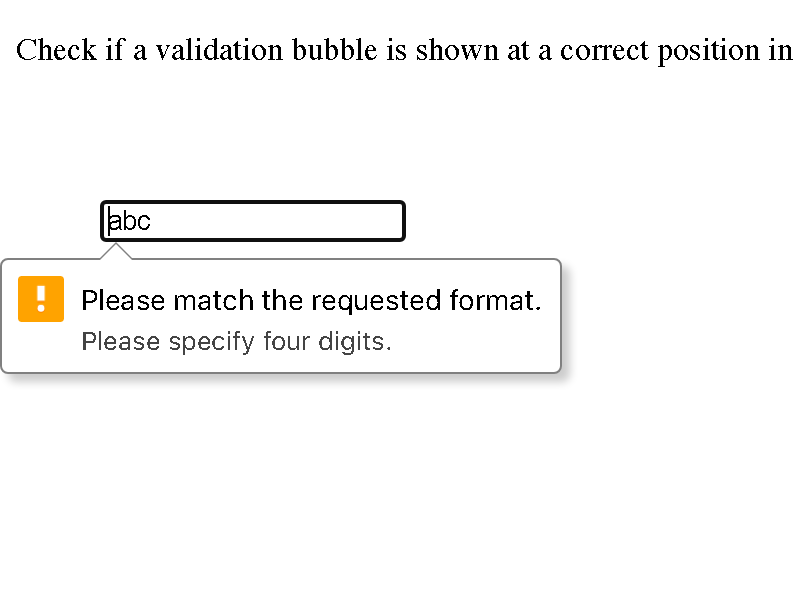 Check if a validation bubble is shown at a correct position in
abc
Please match the requested format.
Please specify four digits.